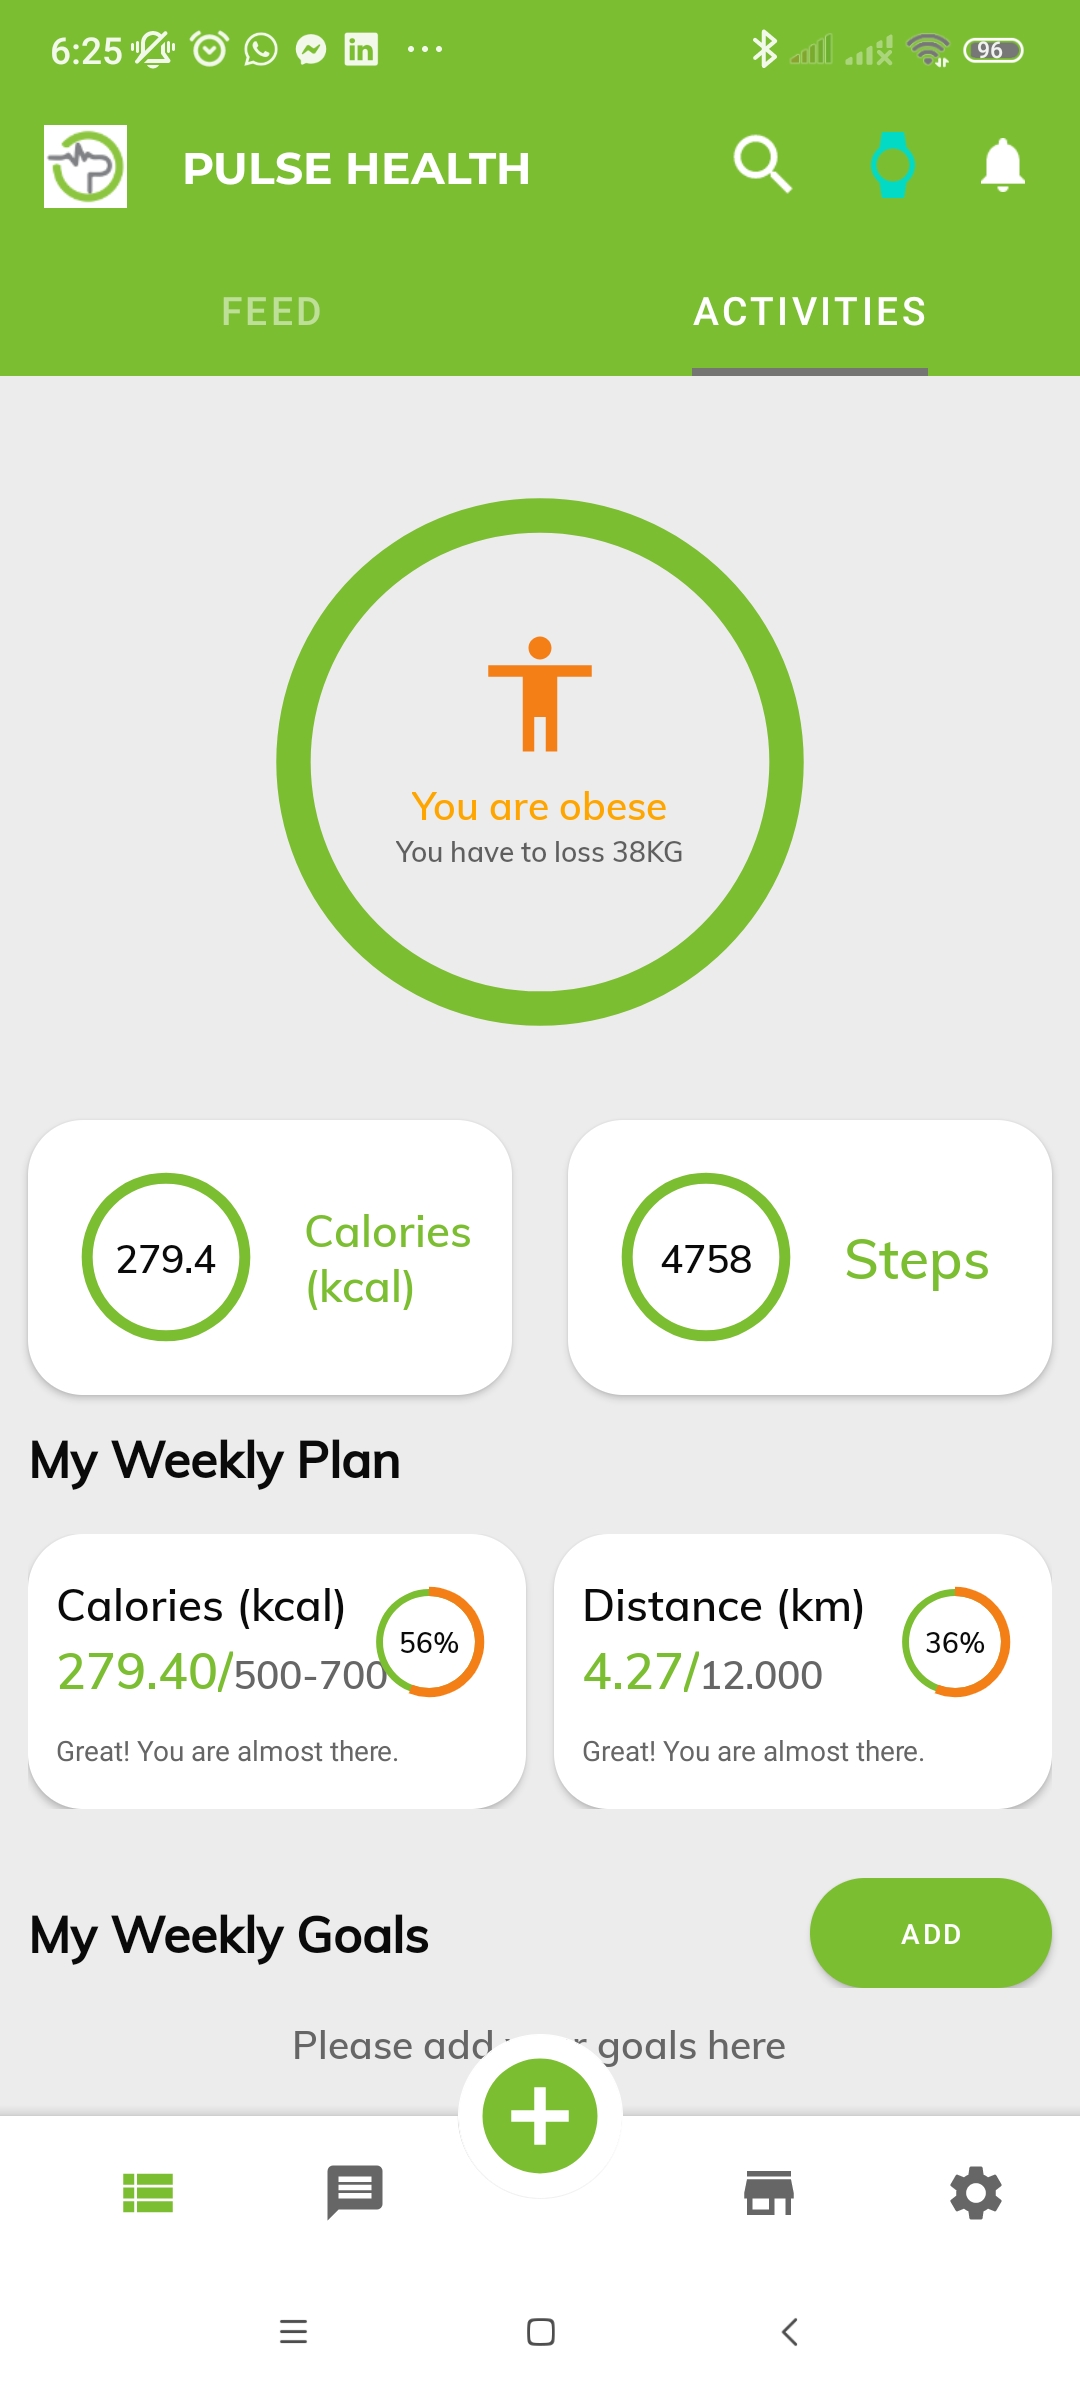 6:25
96
PULSE HEALTH
FEED
ACTIVITIES
You are obese
You have to loss 38KG
279.4
Calories
(kcal)
4758
Steps
My Weekly Plan
Calories (kcal)
279.40/500-700
56%
Great! You are almost there.
Distance (km)
4.27/12.000
36%
Great! You are almost there.
My Weekly Goals
ADD
Please add goals here